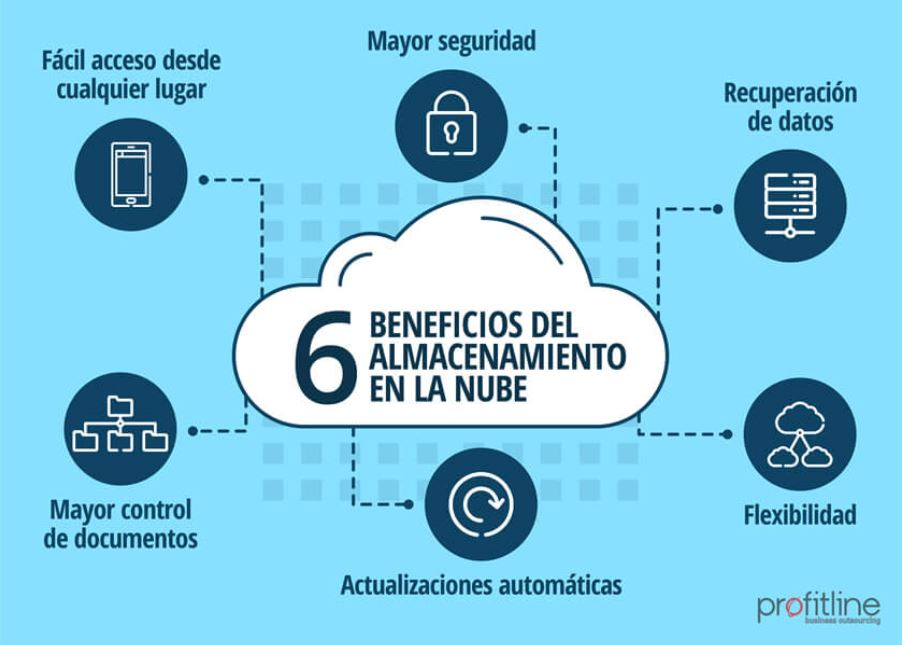 Fácil acceso desde
cualquier lugar
Mayor seguridad
Recuperación
de datos
6
BENEFICIOS DEL
ALMACENAMIENTO
EN LA NUBE
Mayor control
de documentos
Actualizaciones automáticas
Flexibilidad
profitline
business outsourcing